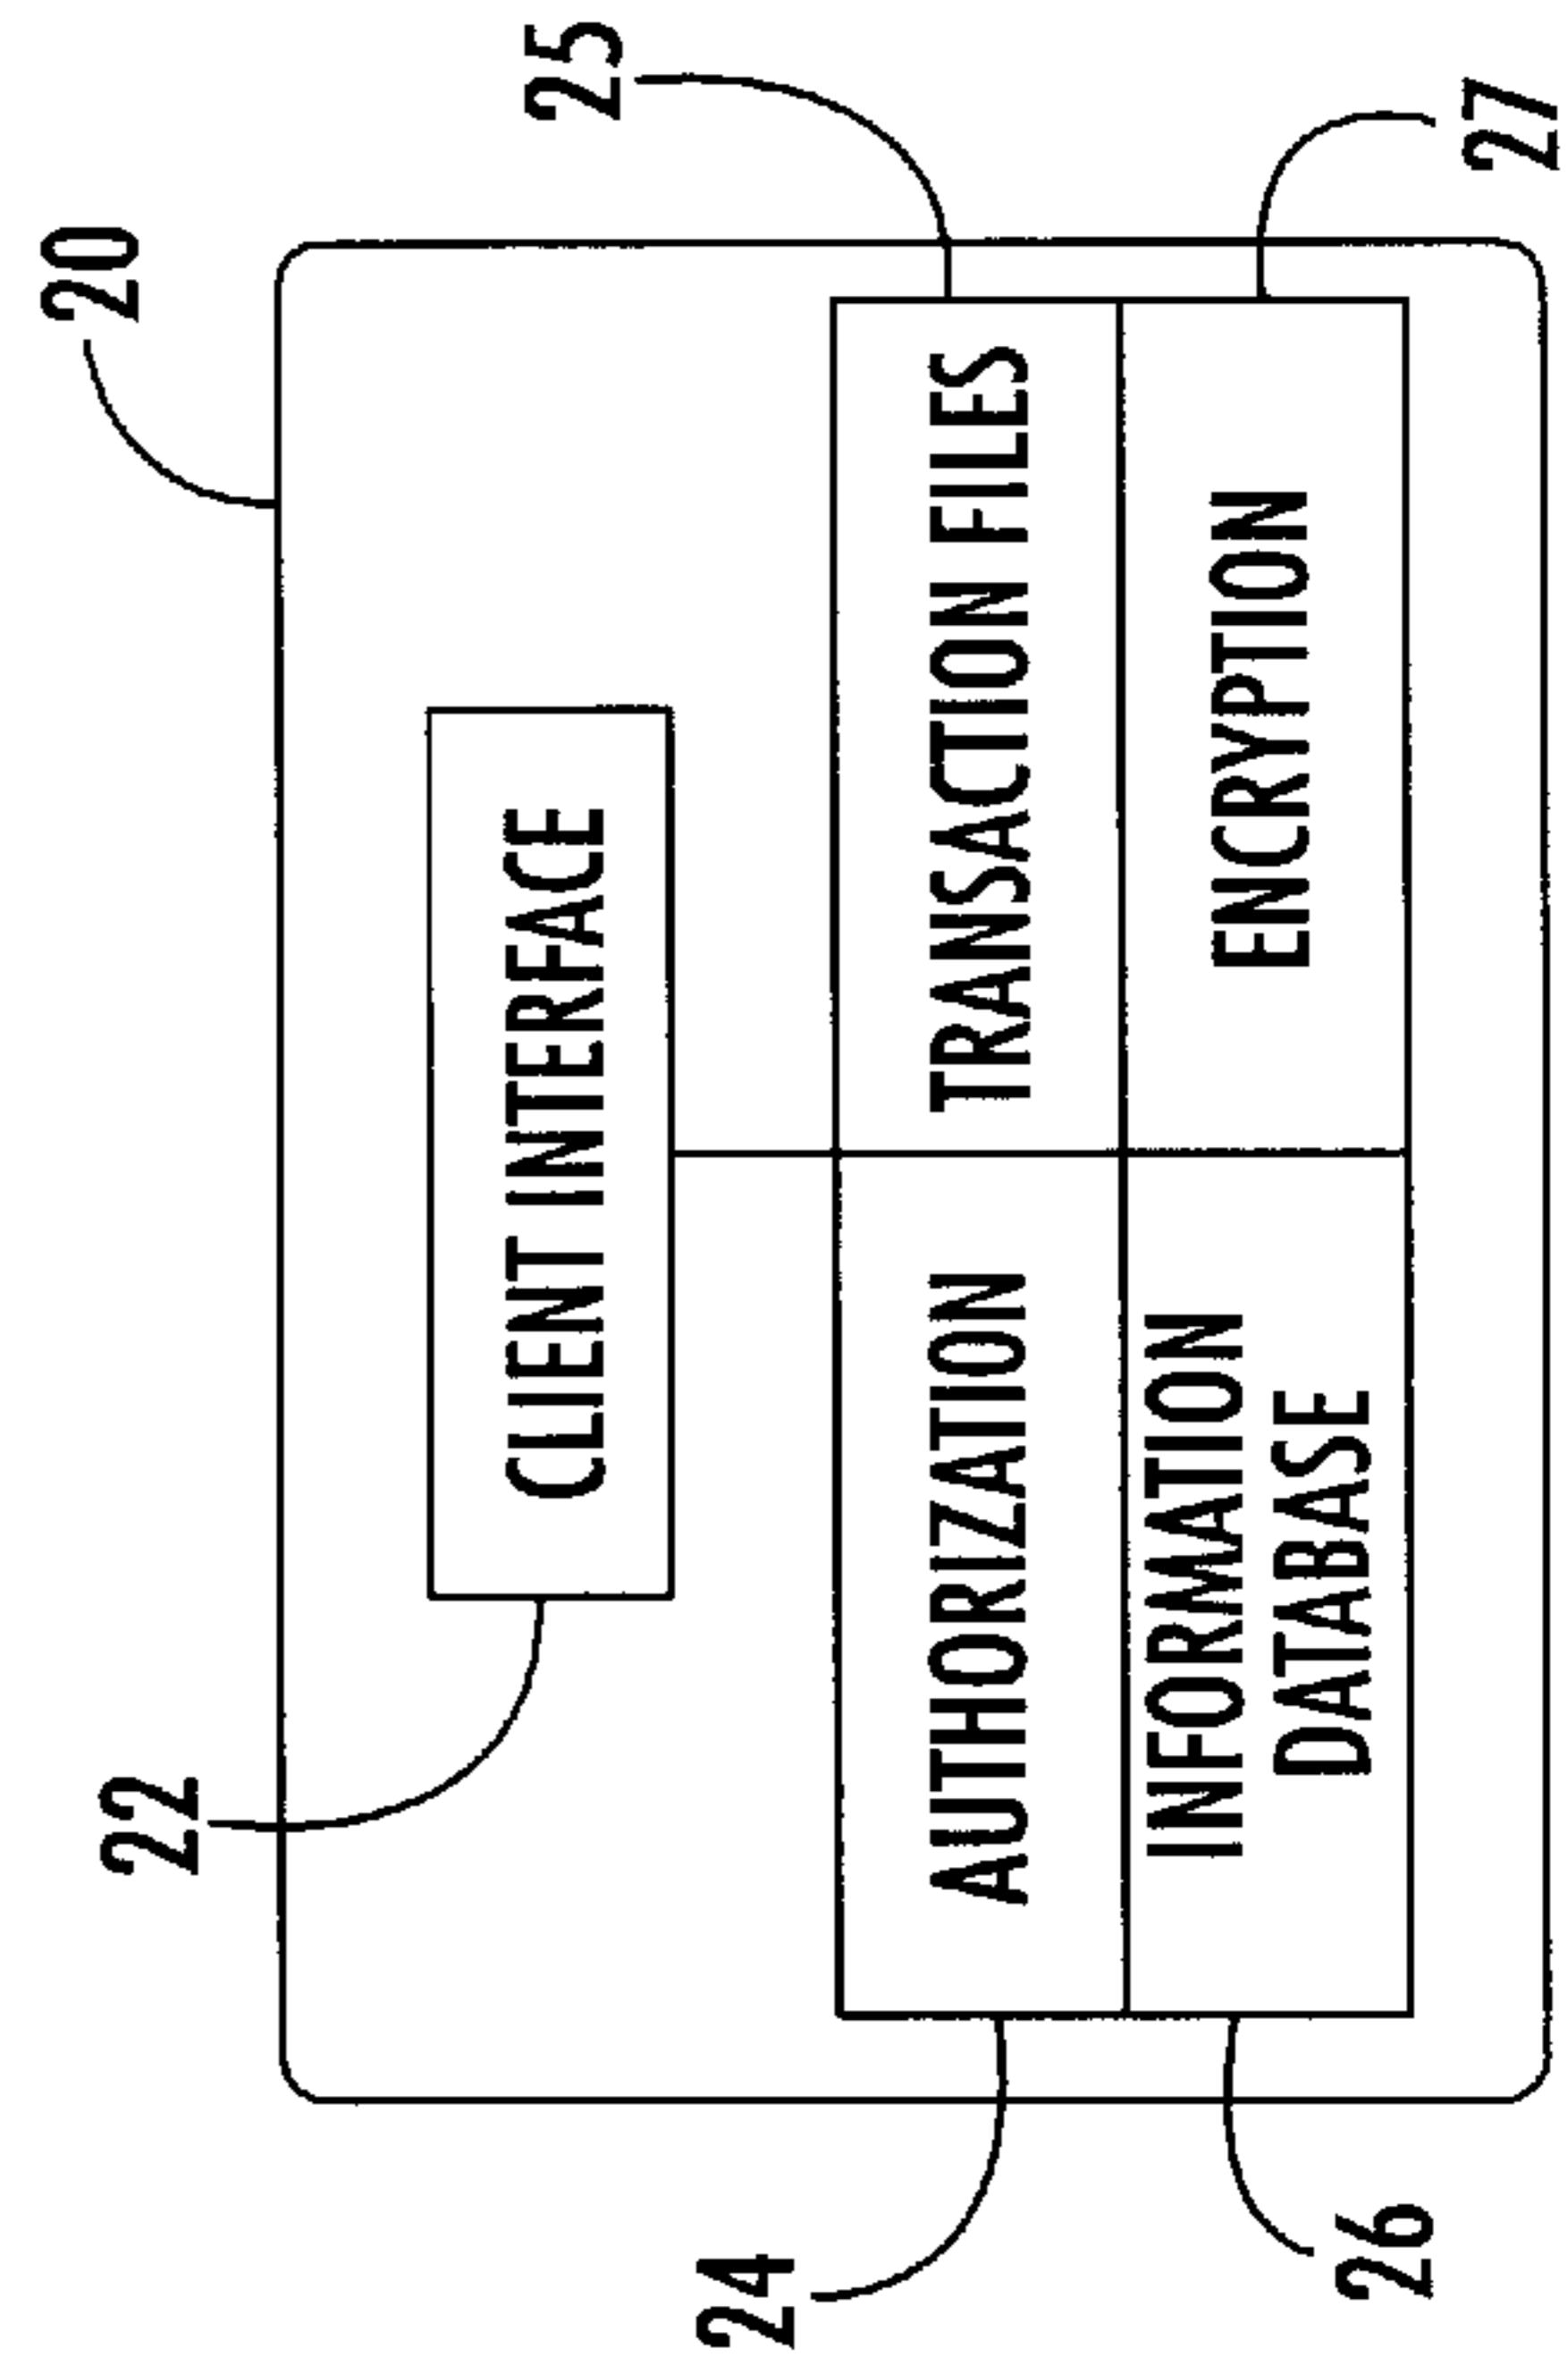 20
22
CLIENT INTERFACE
25
24
AUTHORIZATION
TRANSACTION FILES
INFORMATION
DATABASE
ENCRYPTION
26
27